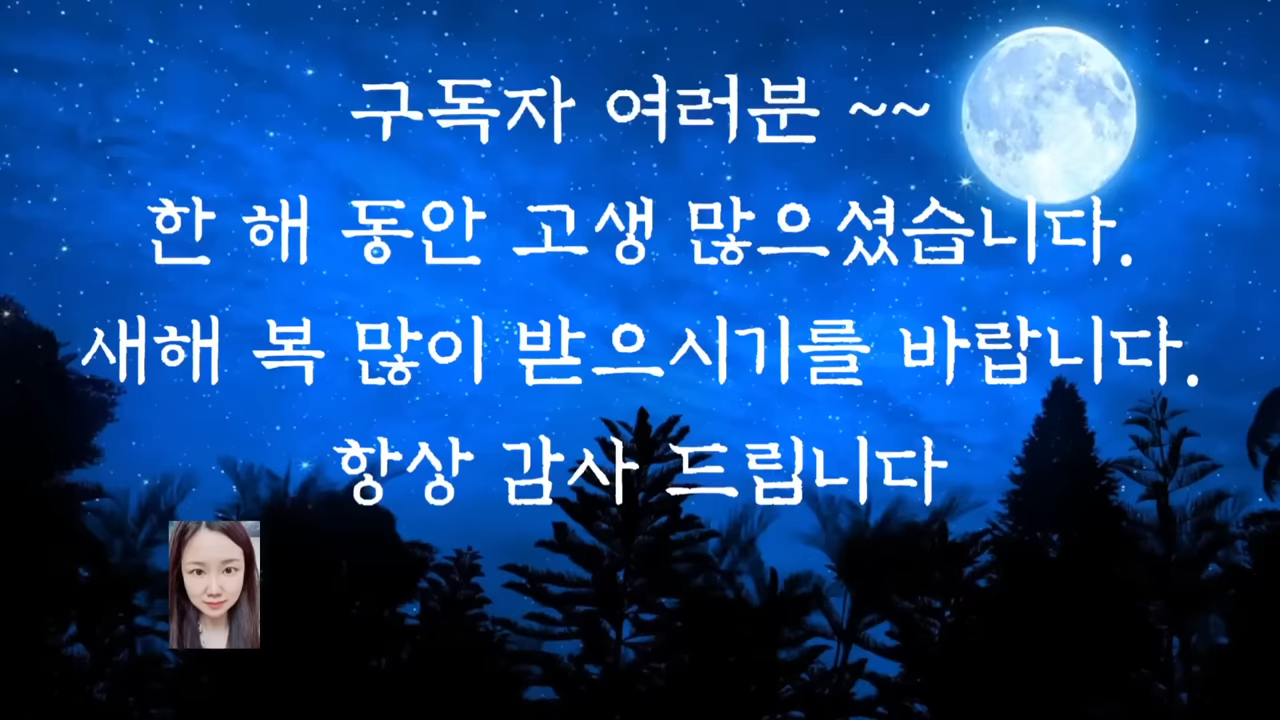 구독자 여러분 ~~
한 해 동안 고생 많으셨습니다.
새해 복 많이 받으시기를 바랍니다.
항상 감사 드립니다